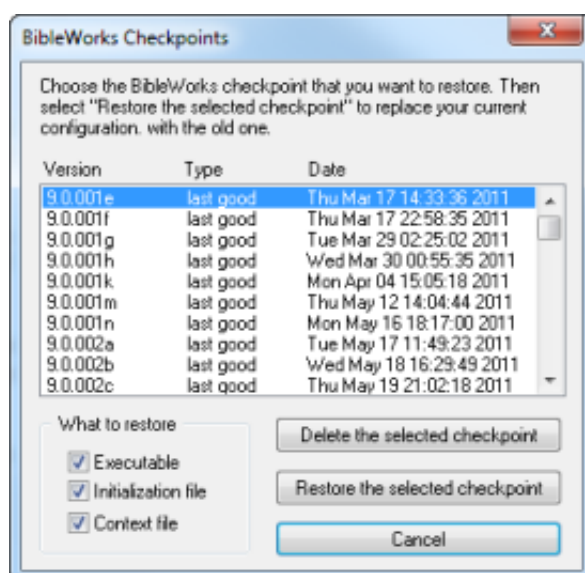 BibleWorks Checkpoints
Choose the BibleWorks checkpoint that you want to restore. Then
select "Restore the selected checkpoint" to replace your current
configuration. with the old one.
Version Type Date
9.0.001e last good Thu Mar 17 14:33:36 2011
9.0.001f last good Thu Mar 17 22:58:35 2011
9.0.001g last good Tue Mar 29 02:25:02 2011
9.0.001h last good Wed Mar 30 00:55:35 2011
9.0.001k last good Mon Apr 04 15:05:18 2011
9.0.001m last good Thu May 12 14:04:44 2011
9.0.001n last good Mon May 16 18:17:00 2011
9.0.002a last good Tue May 17 11:49:23 2011
9.0.002b last good Wed May 18 16:29:49 2011
9.0.002c last good Thu May 19 21:02:18 2011
What to restore
Executable
Initialization file
Context file
Delete the selected checkpoint
Restore the selected checkpoint
Cancel